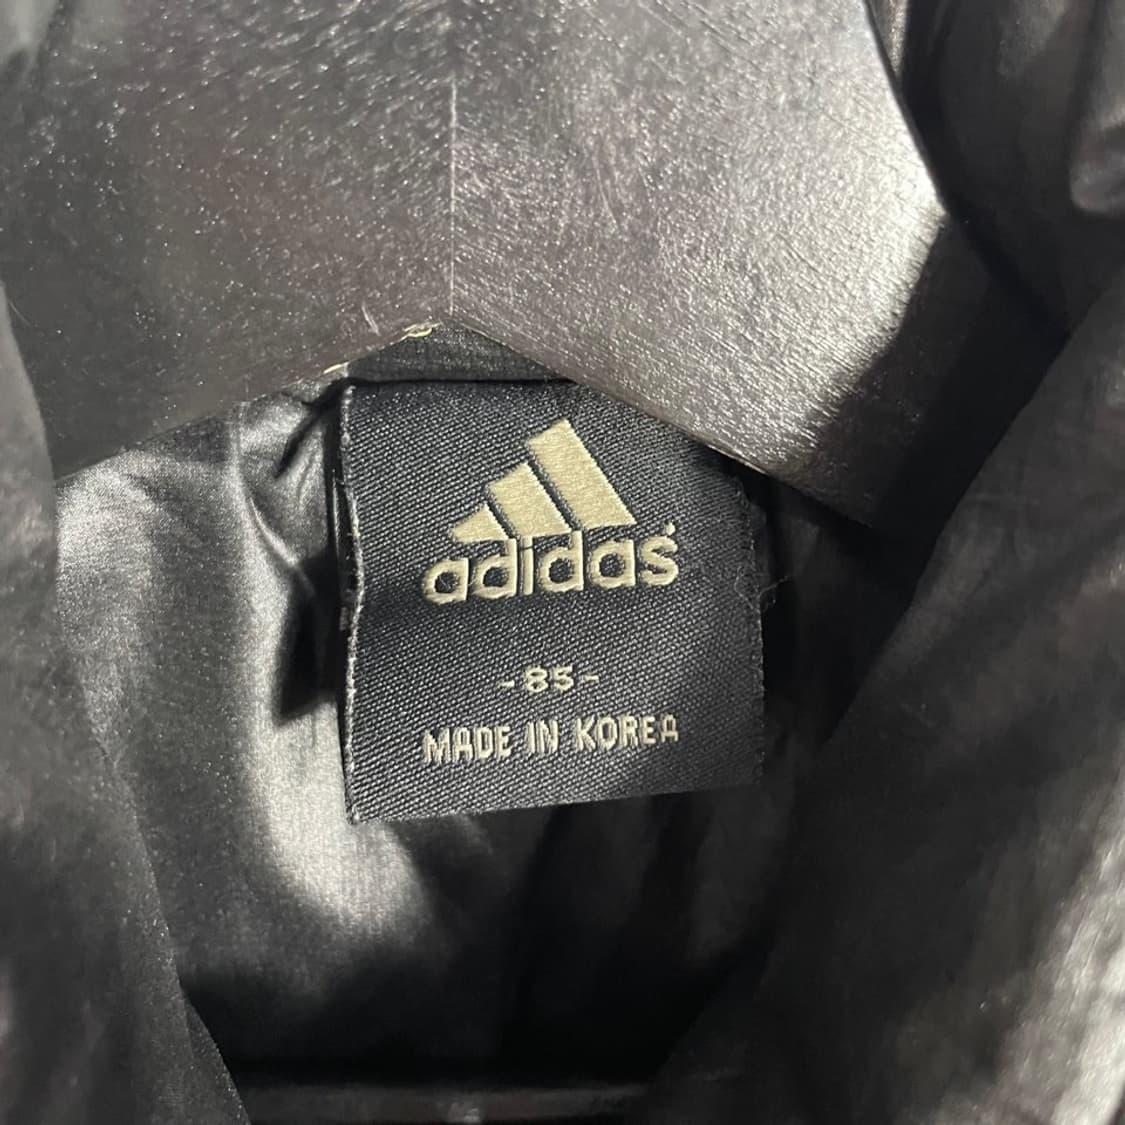 adidas
-85-
MADE IN KOREA